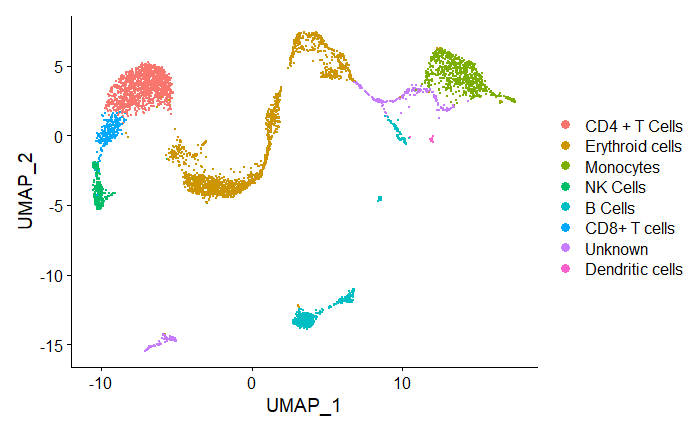 5
0
-5
-10
-15
-10
0
10
UMAP_2
UMAP_1
CD4 + T Cells
Erythroid cells
Monocytes
NK Cells
B Cells
CD8+ T cells
Unknown
Dendritic cells